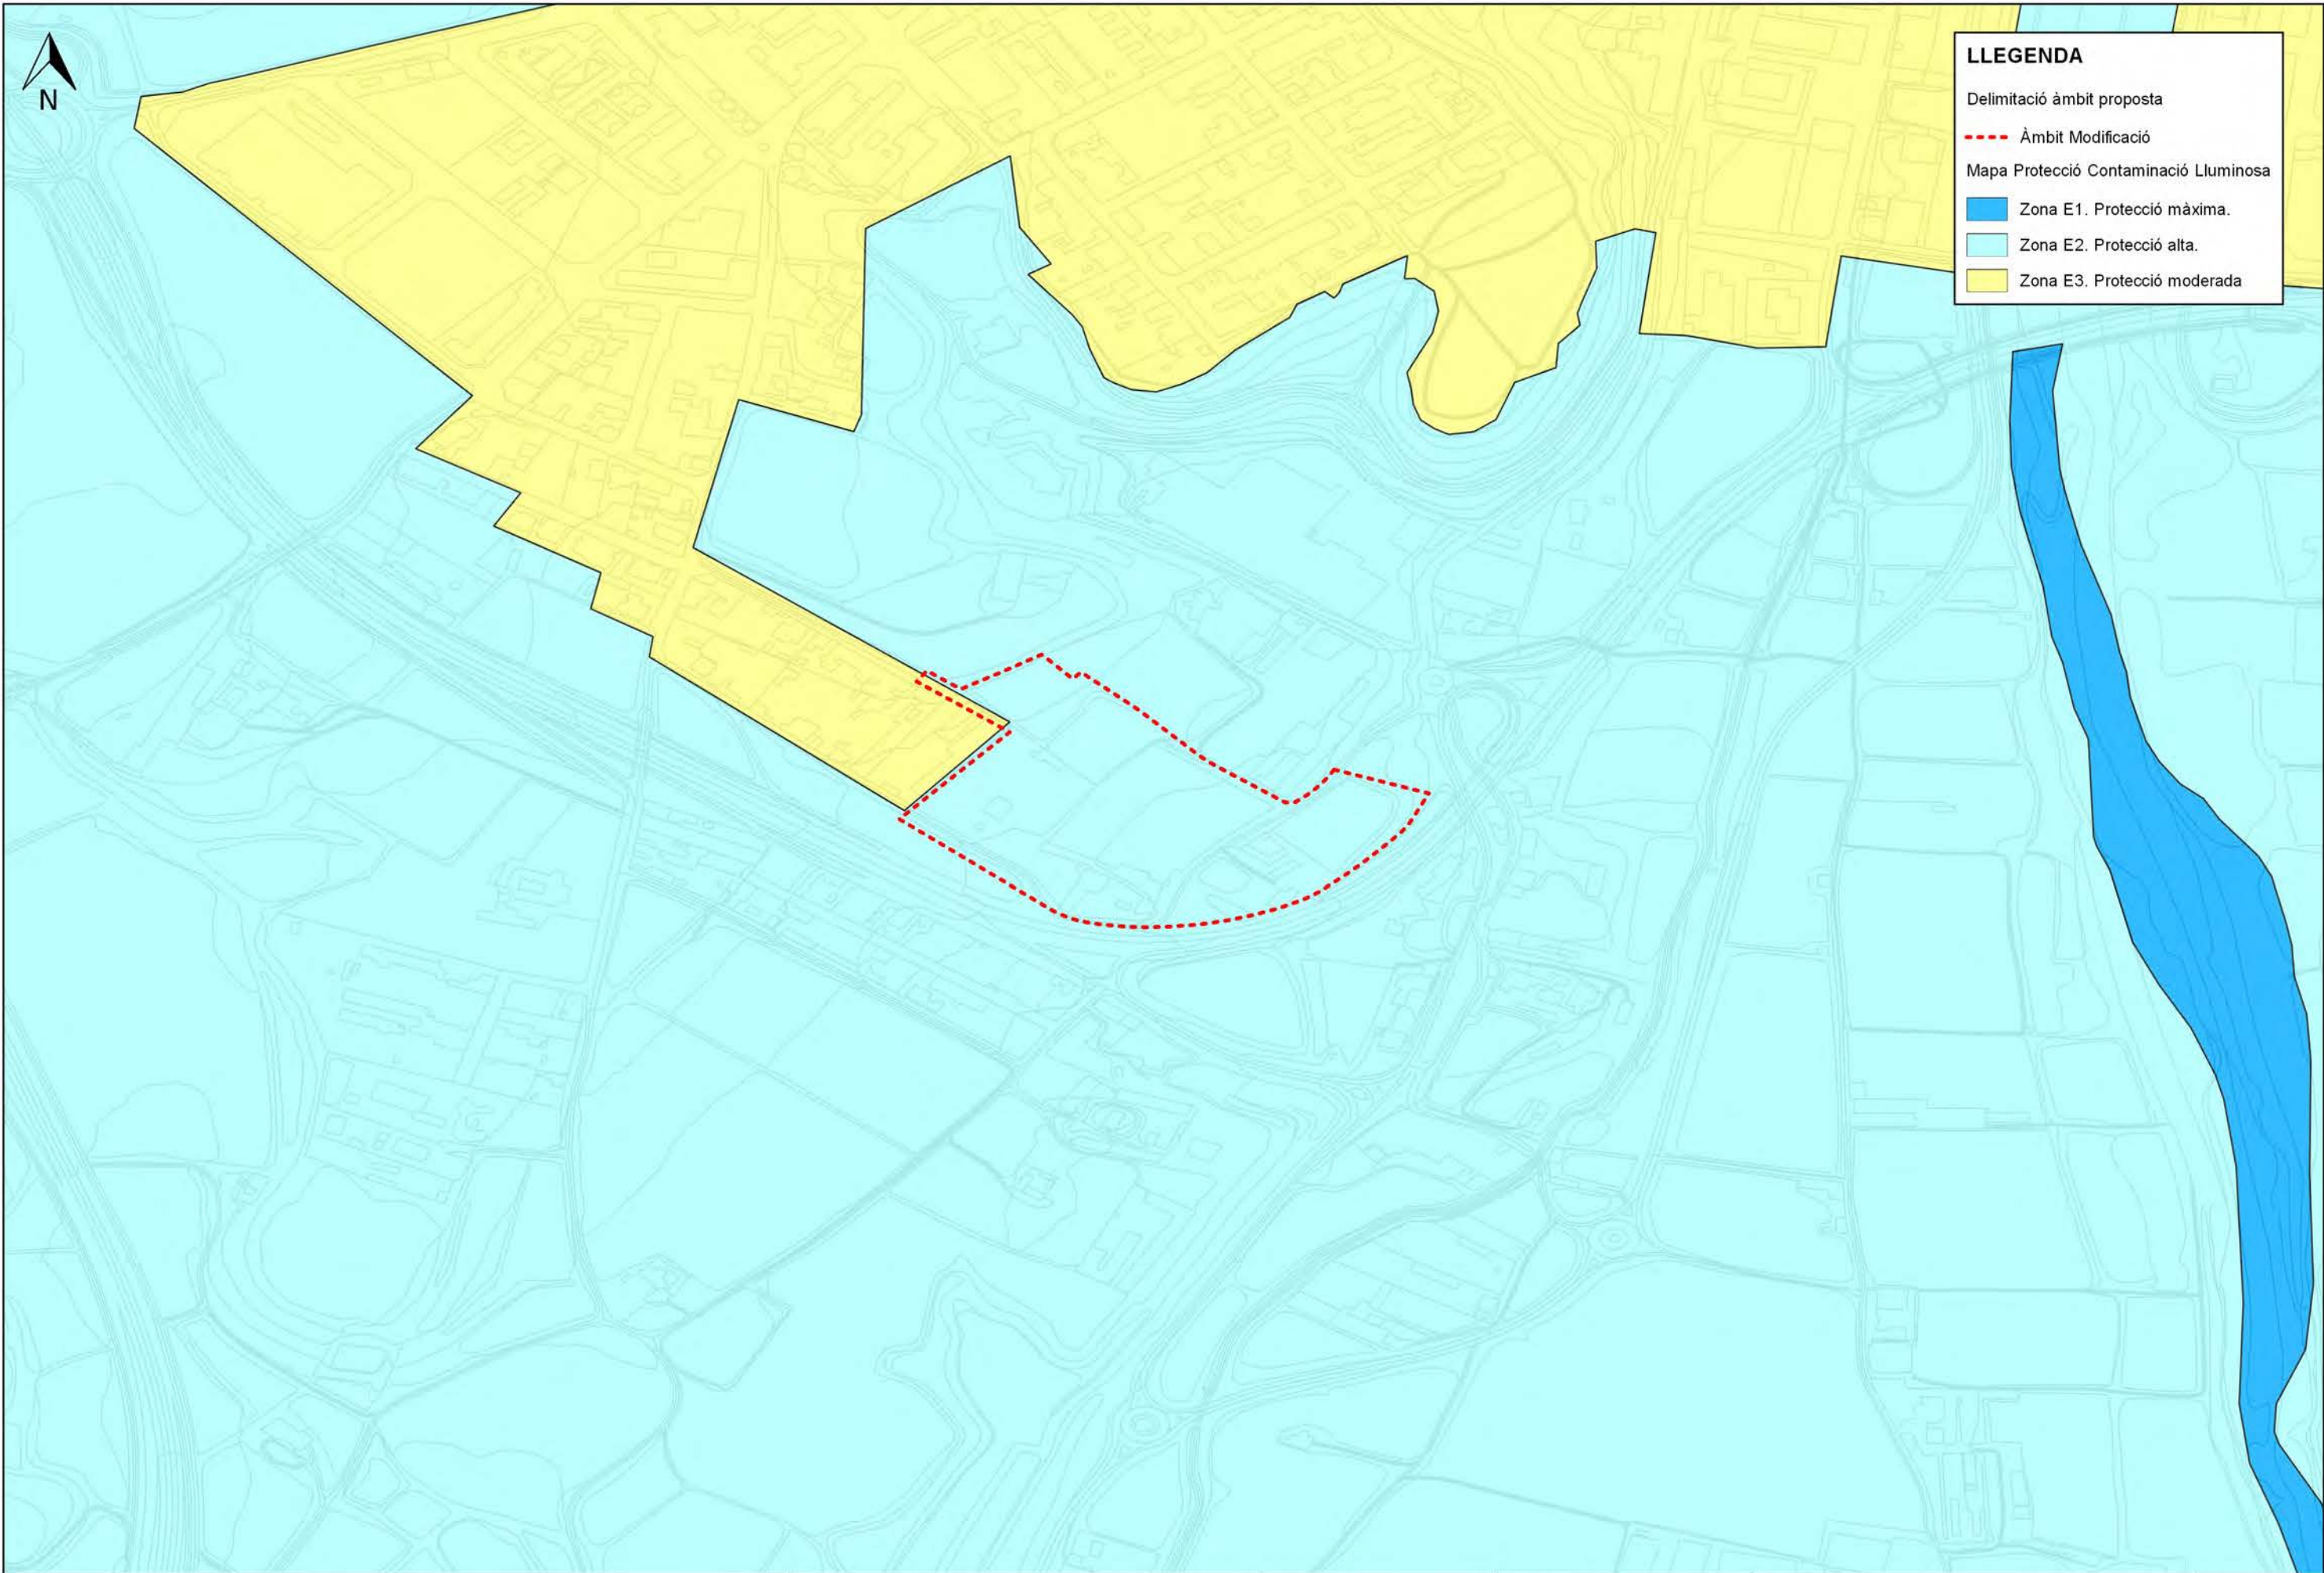 N
LLEGENDA
Delimitació àmbit proposta
Àmbit Modificació
Mapa Protecció Contaminació Lluminosa
Zona E1. Protecció màxima.
Zona E2. Protecció alta.
Zona E3. Protecció moderada